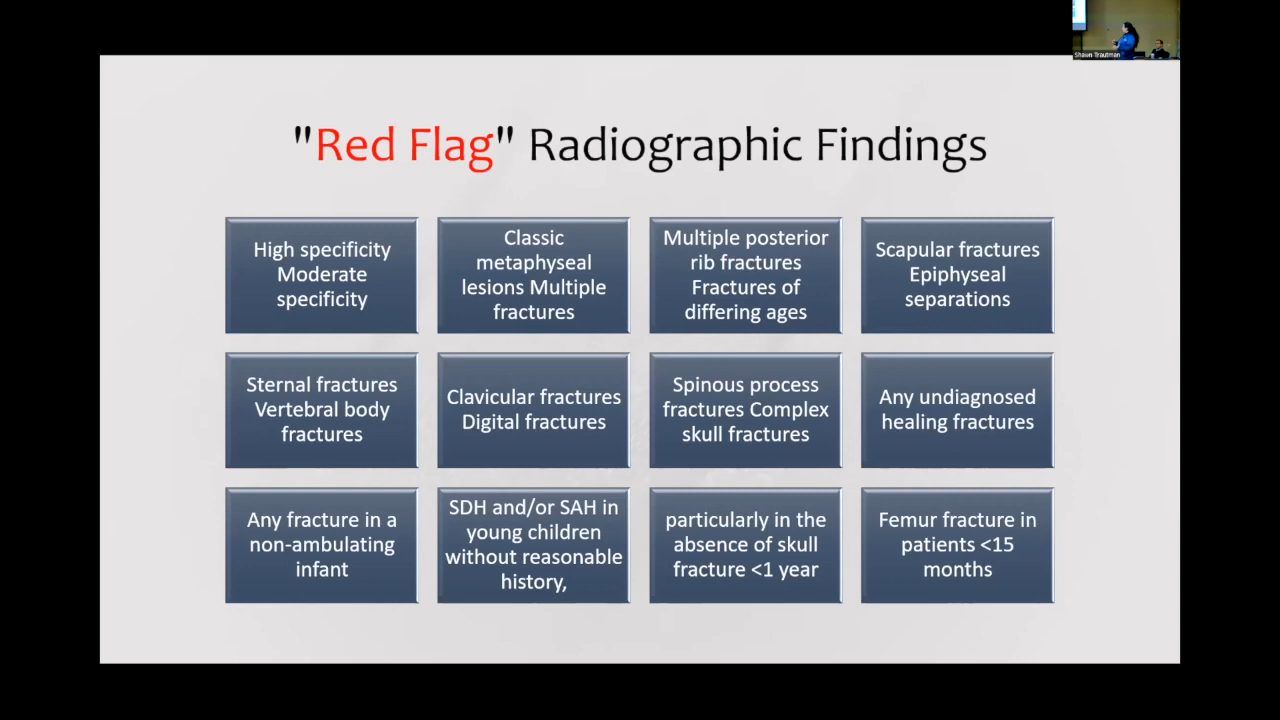 "Red Flag" Radiographic Findings
High specificity
Moderate
specificity
Classic
metaphyseal
lesions Multiple
fractures
Multiple posterior
rib fractures
Fractures of
differing ages
Scapular fractures
Epiphyseal
separations
Sternal fractures
Vertebral body
fractures
Clavicular fractures
Digital fractures
Spinous process
fractures Complex
skull fractures
Any undiagnosed
healing fractures
Any fracture in a
non-ambulating
infant
SDH and/or SAH in
young children
without reasonable
history,
particularly in the
absence of skull
fracture <1 year
Femur fracture in
patients <15
months
Shawn Trautman